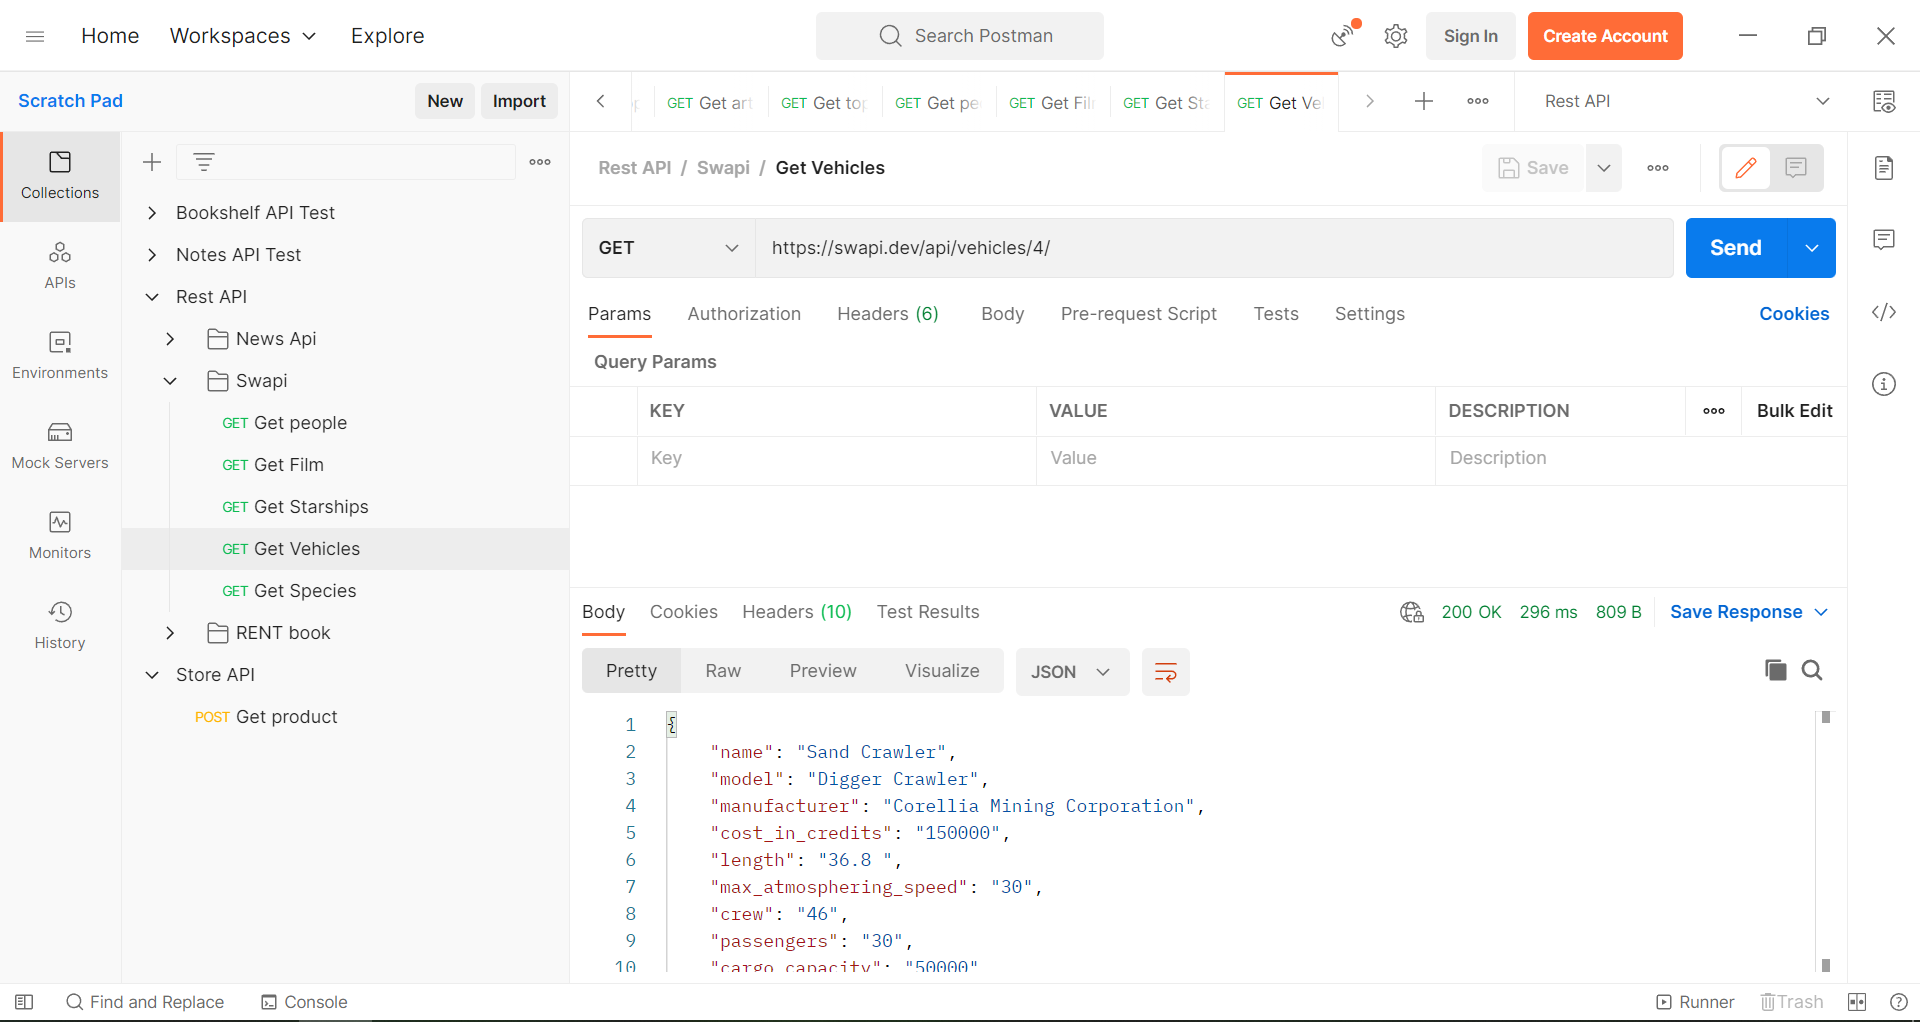 Home Workspaces Explore Search Postman Sign In Create Account
Scratch Pad New Import GET Get art GET Get top GET Get pe GET Get Fil GET Get Sta GET Get Ve Rest API
Collections
APIs
Environments
Mock Servers
Monitors
History
Bookshelf API Test
Notes API Test
Rest API
News Api
Swapi
GET Get people
GET Get Film
GET Get Starships
GET Get Vehicles
GET Get Species
RENT book
Store API
POST Get product
Rest API / Swapi / Get Vehicles Save
GET https://swapi.dev/api/vehicles/4/ Send
Params Authorization Headers (6) Body Pre-request Script Tests Settings Cookies
Query Params
KEY VALUE DESCRIPTION Bulk Edit
Key Value Description
Body Cookies Headers (10) Test Results 200 OK 296 ms 809 B Save Response
Pretty Raw Preview Visualize JSON
1 {
2 "name": "Sand Crawler",
3 "model": "Digger Crawler",
4 "manufacturer": "Corellia Mining Corporation",
5 "cost_in_credits": "150000",
6 "length": "36.8 ",
7 "max_atmosphering_speed": "30",
8 "crew": "46",
9 "passengers": "30",
10 "cargo_capacity": "50000"
Find and Replace Console Runner Trash